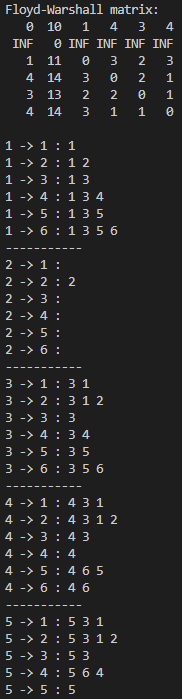 Floyd-Warshall matrix:
0 10 1 4 3 4
INF 0 INF INF INF INF
1 11 0 3 2 3
4 14 3 0 2 1
3 13 2 2 0 1
4 14 3 1 1 0
1 -> 1 : 1
1 -> 2 : 1 2
1 -> 3 : 1 3
1 -> 4 : 1 3 4
1 -> 5 : 1 3 5
1 -> 6 : 1 3 5 6
-----------
2 -> 1 :
2 -> 2 : 2
2 -> 3 :
2 -> 4 :
2 -> 5 :
2 -> 6 :
-----------
3 -> 1 : 3 1
3 -> 2 : 3 1 2
3 -> 3 : 3
3 -> 4 : 3 4
3 -> 5 : 3 5
3 -> 6 : 3 5 6
-----------
4 -> 1 : 4 3 1
4 -> 2 : 4 3 1 2
4 -> 3 : 4 3
4 -> 4 : 4
4 -> 5 : 4 6 5
4 -> 6 : 4 6
-----------
5 -> 1 : 5 3 1
5 -> 2 : 5 3 1 2
5 -> 3 : 5 3
5 -> 4 : 5 6 4
5 -> 5 : 5